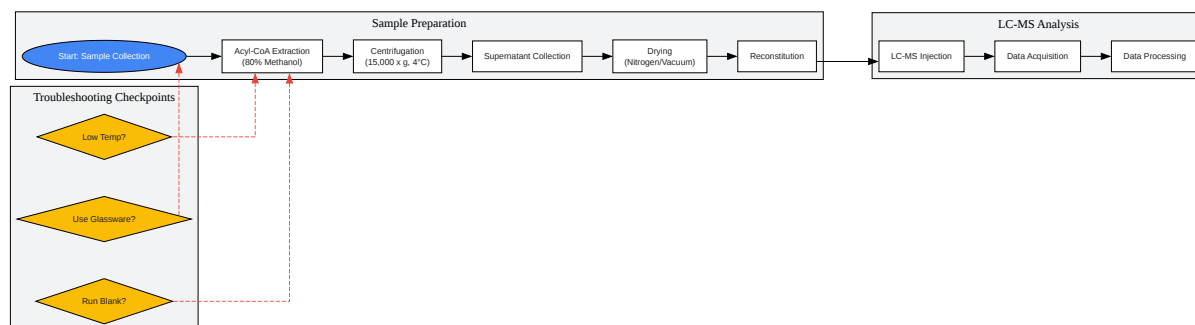 Sample Preparation
Start: Sample Collection
Acyl-CoA Extraction
(80% Methanol)
Centrifugation
(15,000 x g, 4°C)
Supernatant Collection
Drying
(Nitrogen/Vacuum)
Reconstitution
LC-MS Analysis
LC-MS Injection
Data Acquisition
Data Processing
Troubleshooting Checkpoints
Low Temp?
Use Glassware?
Run Blank?